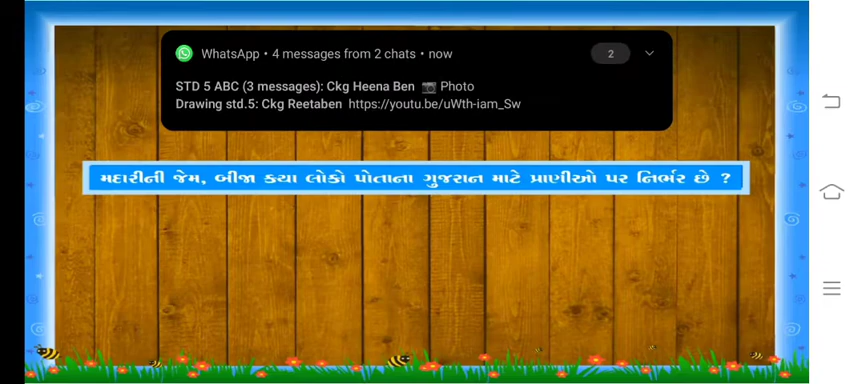 WhatsApp • 4 messages from 2 chats • now
2
STD 5 ABC (3 messages): Ckg Heena Ben 📷 Photo
Drawing std.5: Ckg Reetaben https://youtu.be/uWth-iam_Sw
મદારીની જેમ, બીજા ક્યા લોકો પોતાના ગુજરાન માટે પ્રાણીઓ પર નિર્ભર છે ?